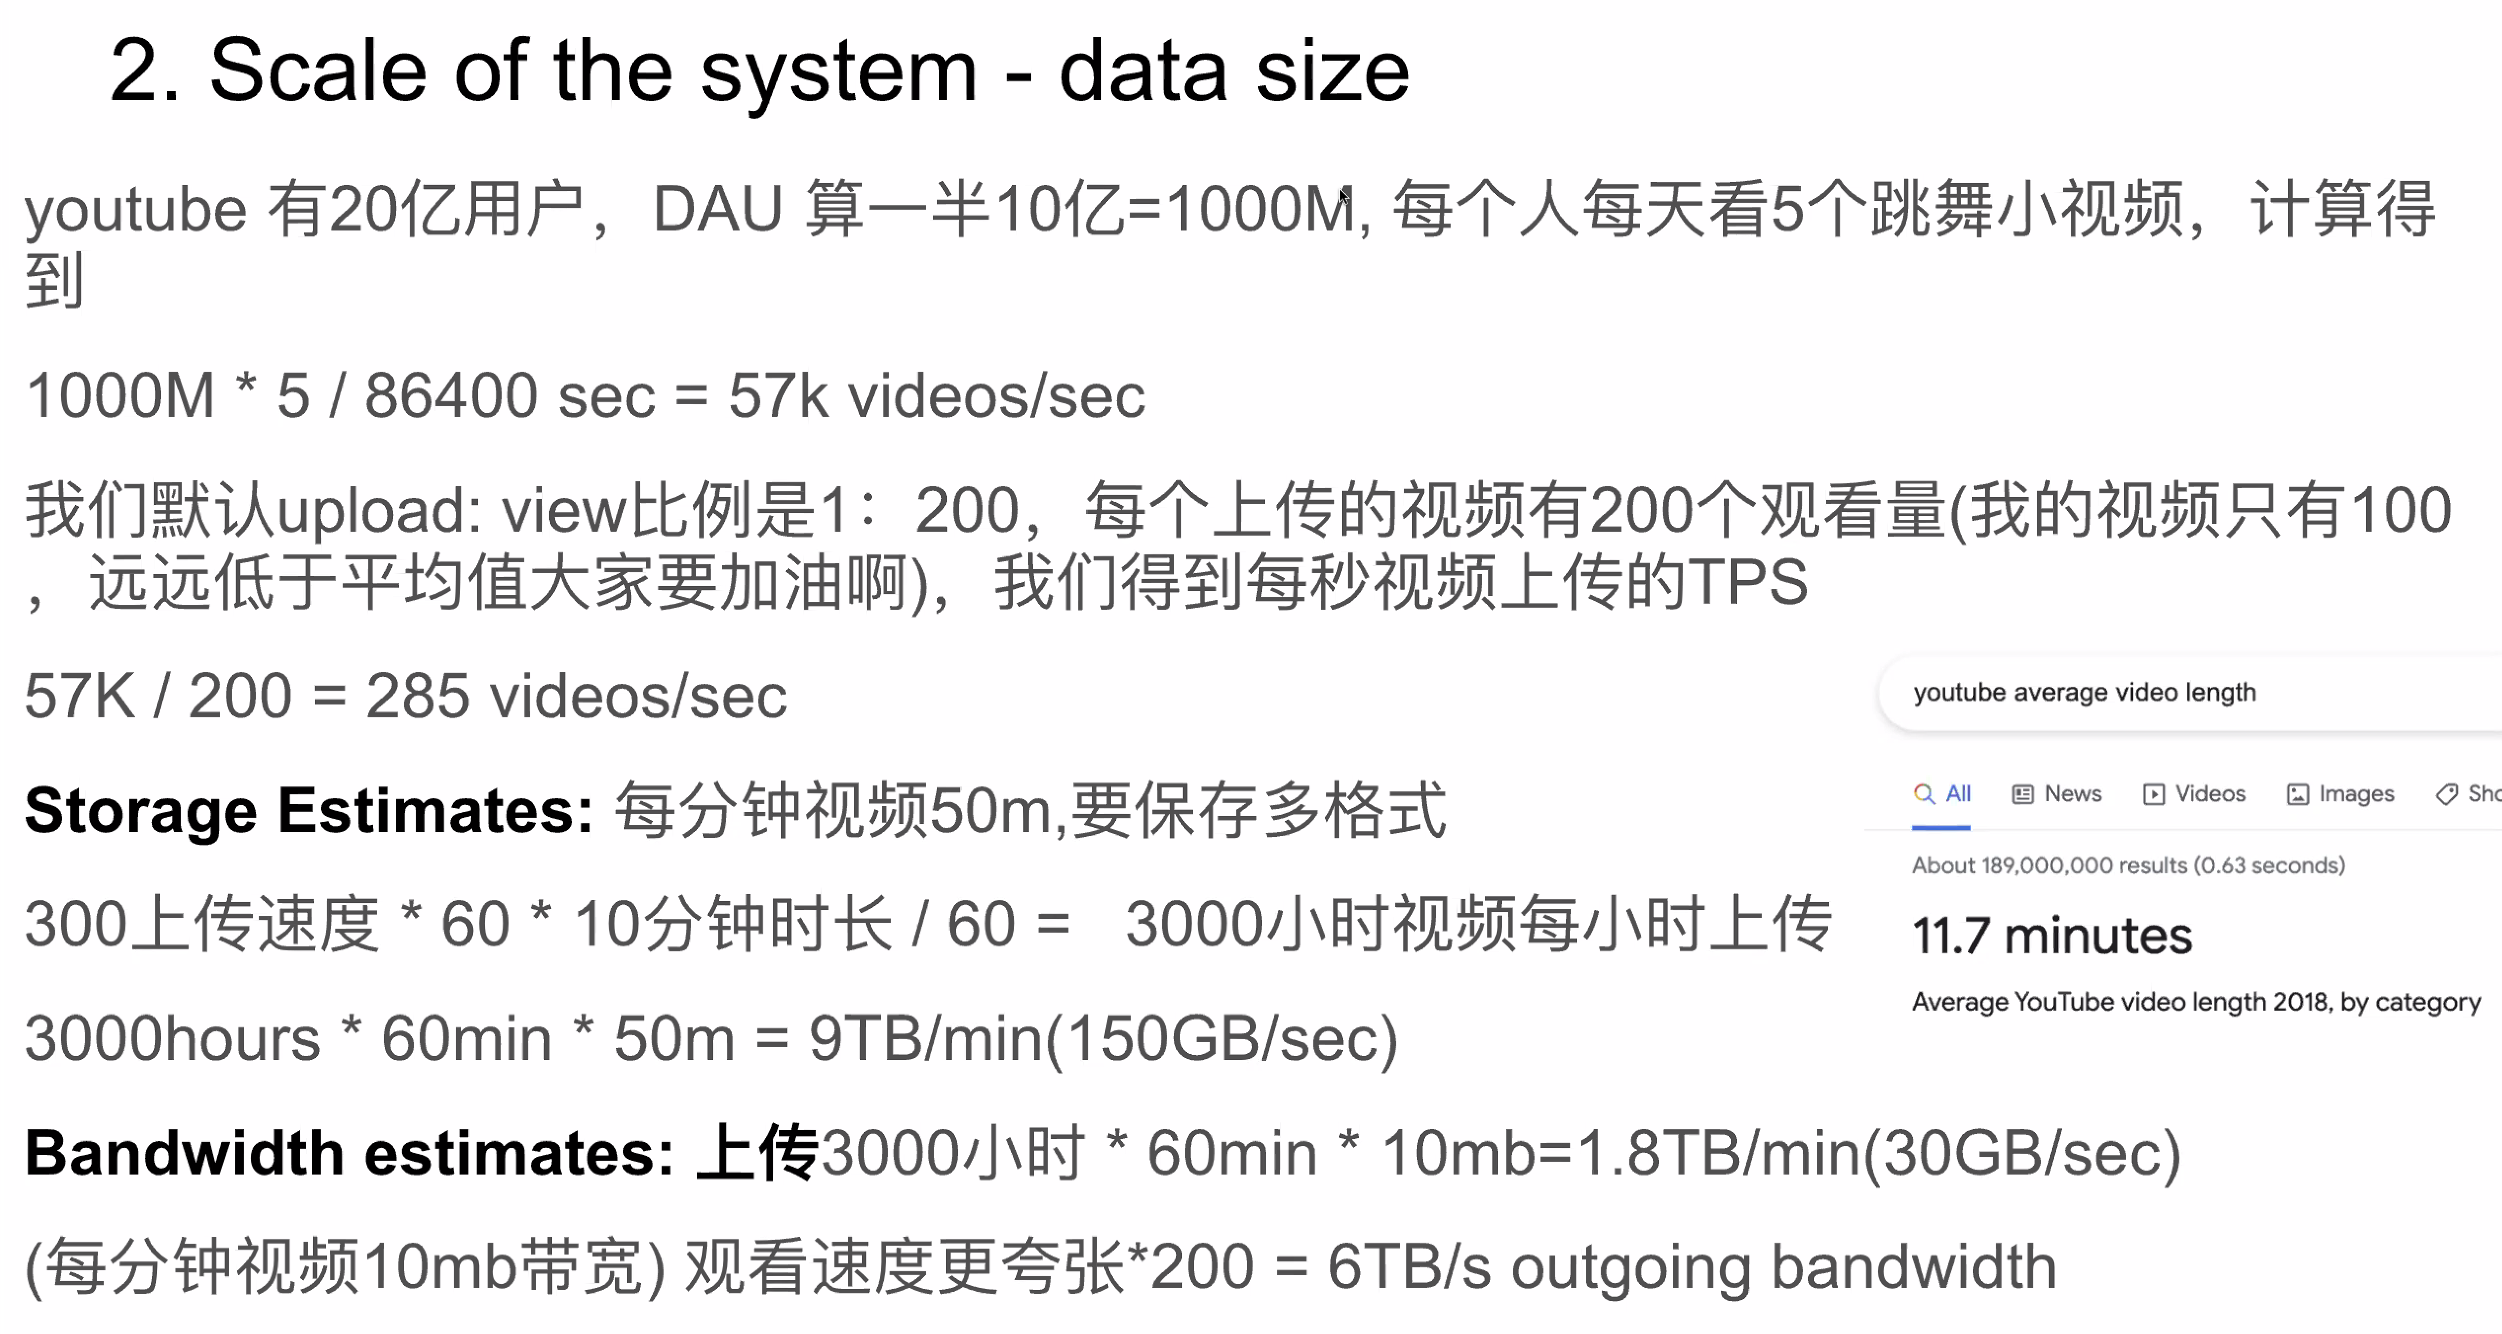 2. Scale of the system - data size
youtube 有20亿用户，DAU 算一半10亿=1000M, 每个人每天看5个跳舞小视频，计算得
到
1000M * 5 / 86400 sec = 57k videos/sec
我们默认upload: view比例是1：200，每个上传的视频有200个观看量(我的视频只有100
，远远低于平均值大家要加油啊)，我们得到每秒视频上传的TPS
57K / 200 = 285 videos/sec
Storage Estimates: 每分钟视频50m,要保存多格式
300上传速度 * 60 * 10分钟时长 / 60 = 3000小时视频每小时上传
3000hours * 60min * 50m = 9TB/min(150GB/sec)
Bandwidth estimates: 上传3000小时 * 60min * 10mb=1.8TB/min(30GB/sec)
(每分钟视频10mb带宽) 观看速度更夸张*200 = 6TB/s outgoing bandwidth
youtube average video length
All News Videos Images Sho
About 189,000,000 results (0.63 seconds)
11.7 minutes
Average YouTube video length 2018, by category